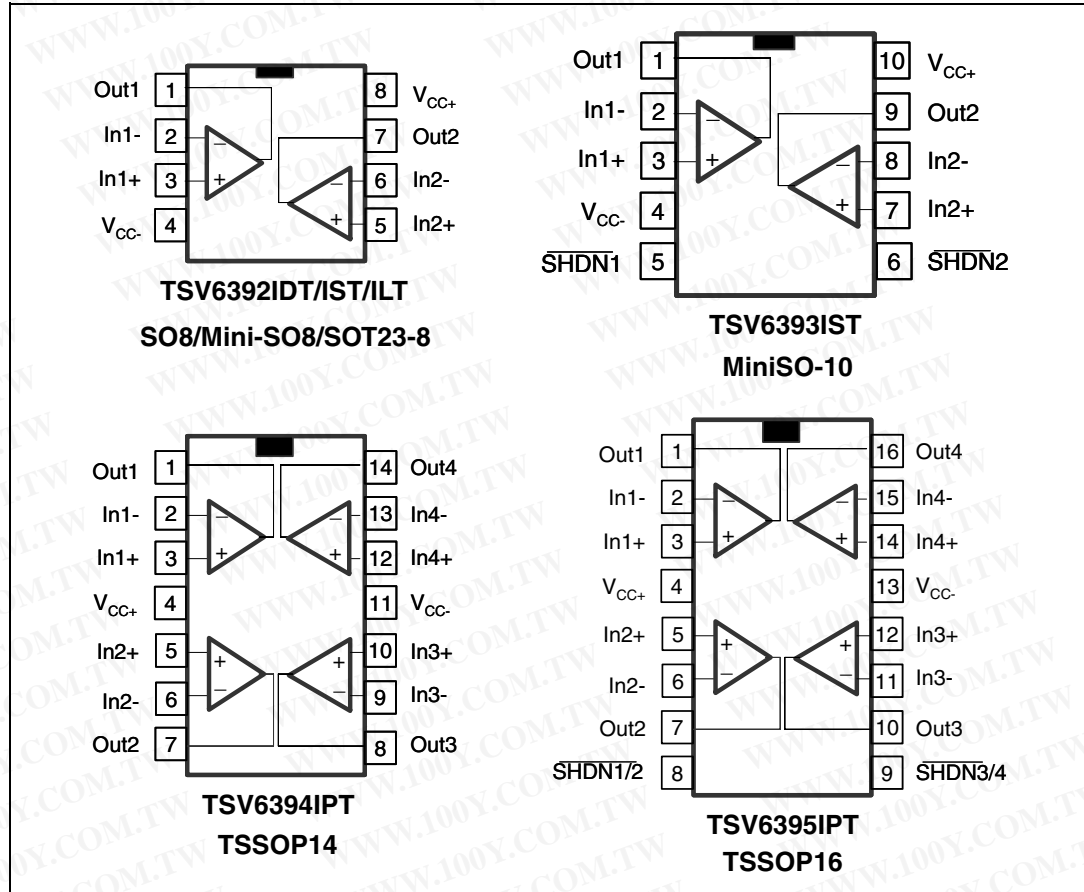 Out1 1 8 VCC+
In1- 2 − 7 Out2
In1+ 3 + − 6 In2-
VCC- 4 + 5 In2+
TSV6392IDT/IST/ILT
SO8/Mini-SO8/SOT23-8
Out1 1 10 VCC+
In1- 2 − 9 Out2
In1+ 3 + − 8 In2-
VCC- 4 + 7 In2+
SHDN1 5 6 SHDN2
TSV6393IST
MiniSO-10
Out1 1 14 Out4
In1- 2 − − 13 In4-
In1+ 3 + + 12 In4+
VCC+ 4 11 VCC-
In2+ 5 + + 10 In3+
In2- 6 − − 9 In3-
Out2 7 8 Out3
TSV6394IPT
TSSOP14
Out1 1 16 Out4
In1- 2 − − 15 In4-
In1+ 3 + + 14 In4+
VCC+ 4 13 VCC-
In2+ 5 + + 12 In3+
In2- 6 − − 11 In3-
Out2 7 10 Out3
SHDN1/2 8 9 SHDN3/4
TSV6395IPT
TSSOP16
WWW.100Y.COM.TW